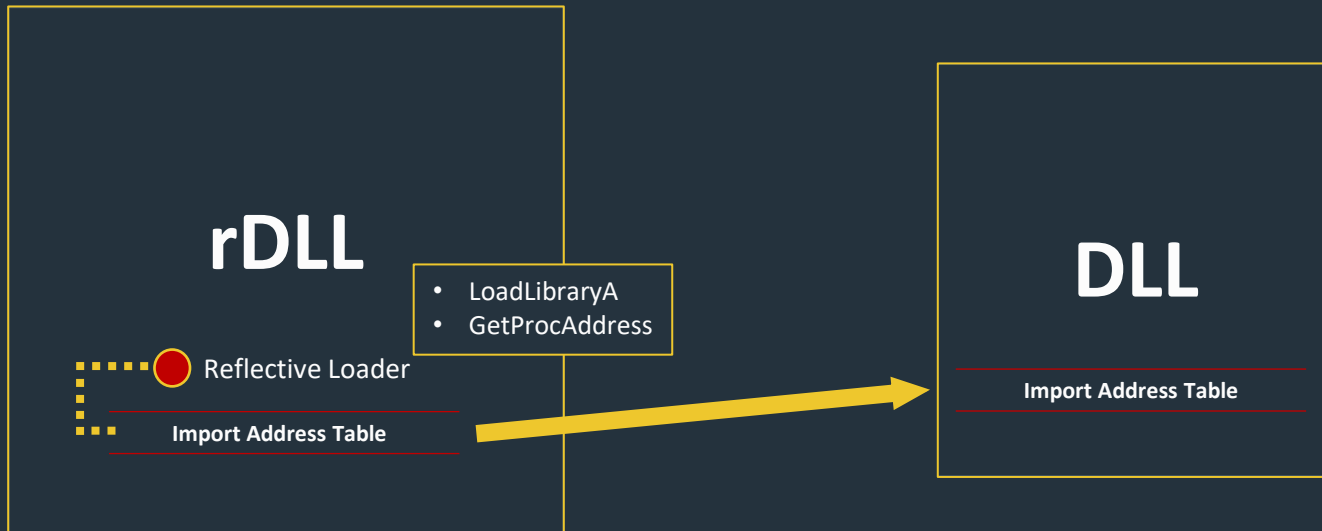 rDLL
• LoadLibraryA
• GetProcAddress
Reflective Loader
Import Address Table
DLL
Import Address Table